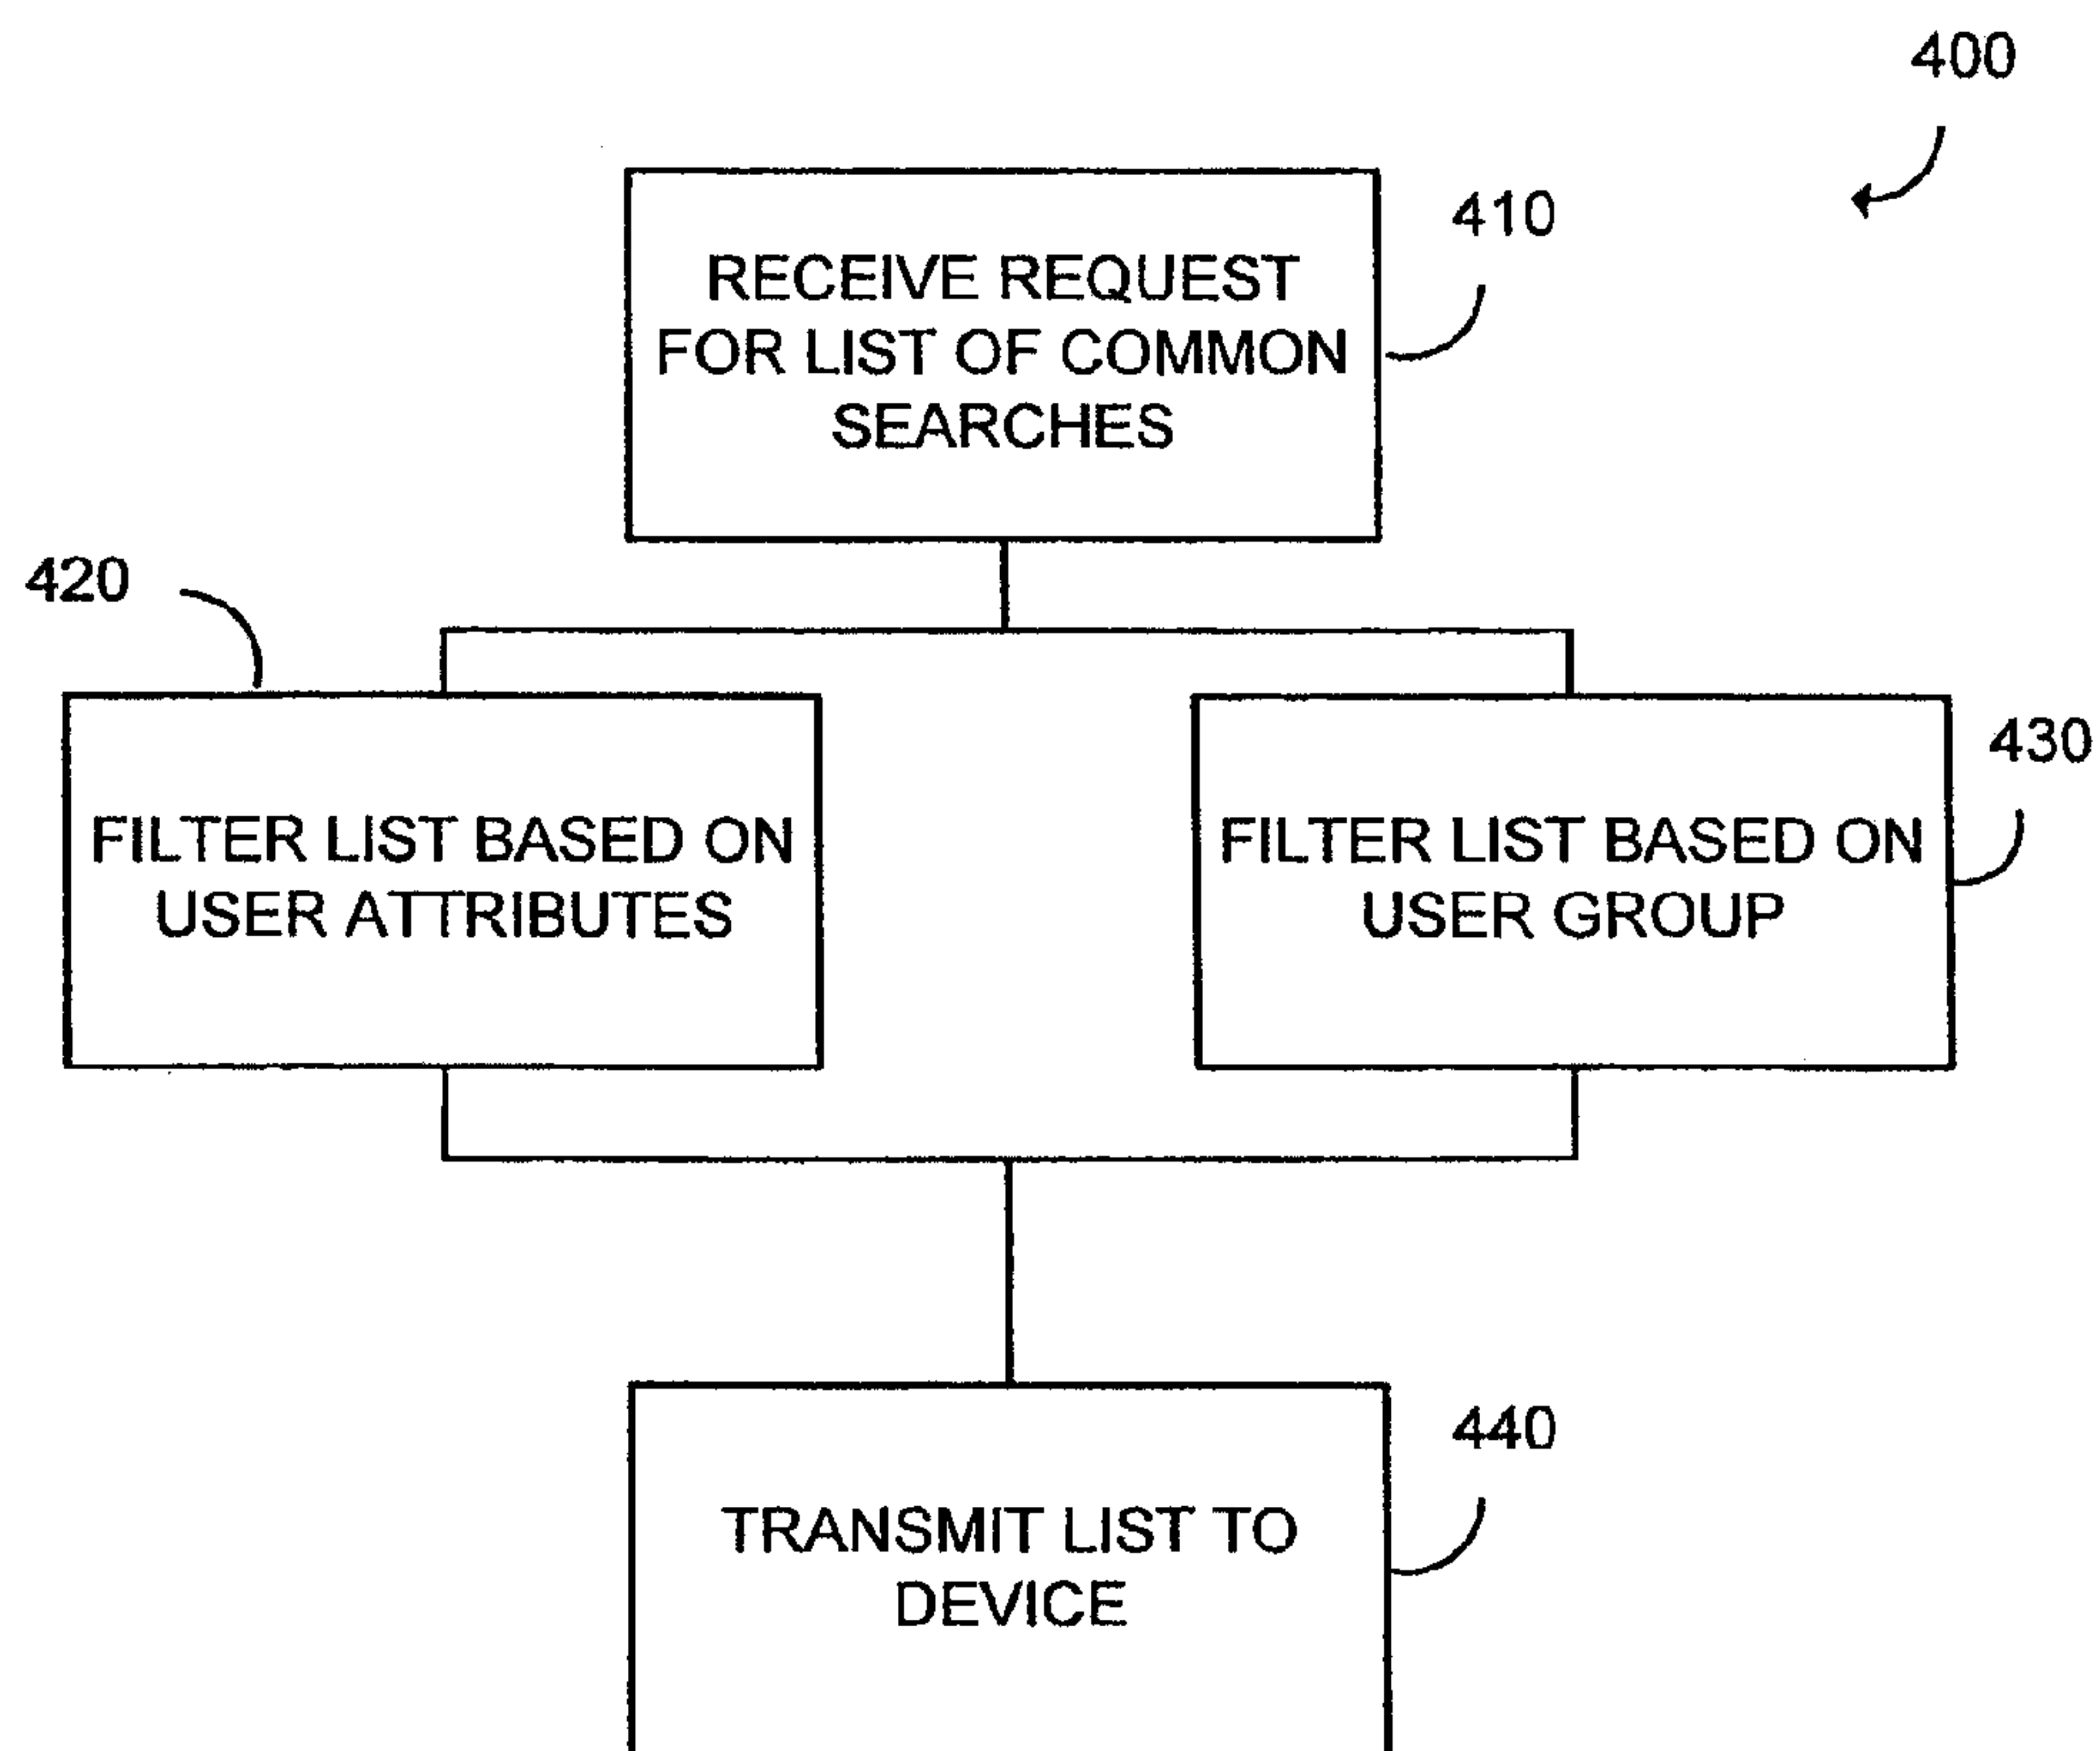 400
410
RECEIVE REQUEST
FOR LIST OF COMMON
SEARCHES
420
FILTER LIST BASED ON
USER ATTRIBUTES
430
FILTER LIST BASED ON
USER GROUP
440
TRANSMIT LIST TO
DEVICE